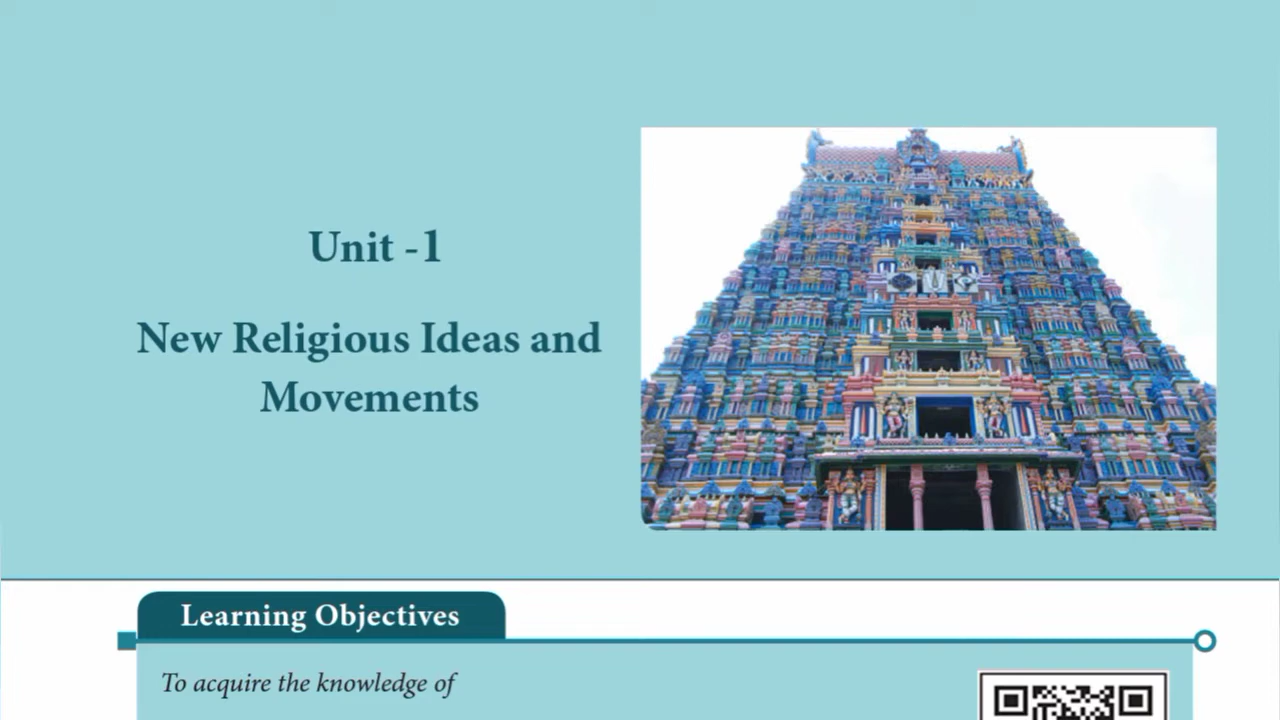 Unit -1
New Religious Ideas and
Movements
Learning Objectives
To acquire the knowledge of